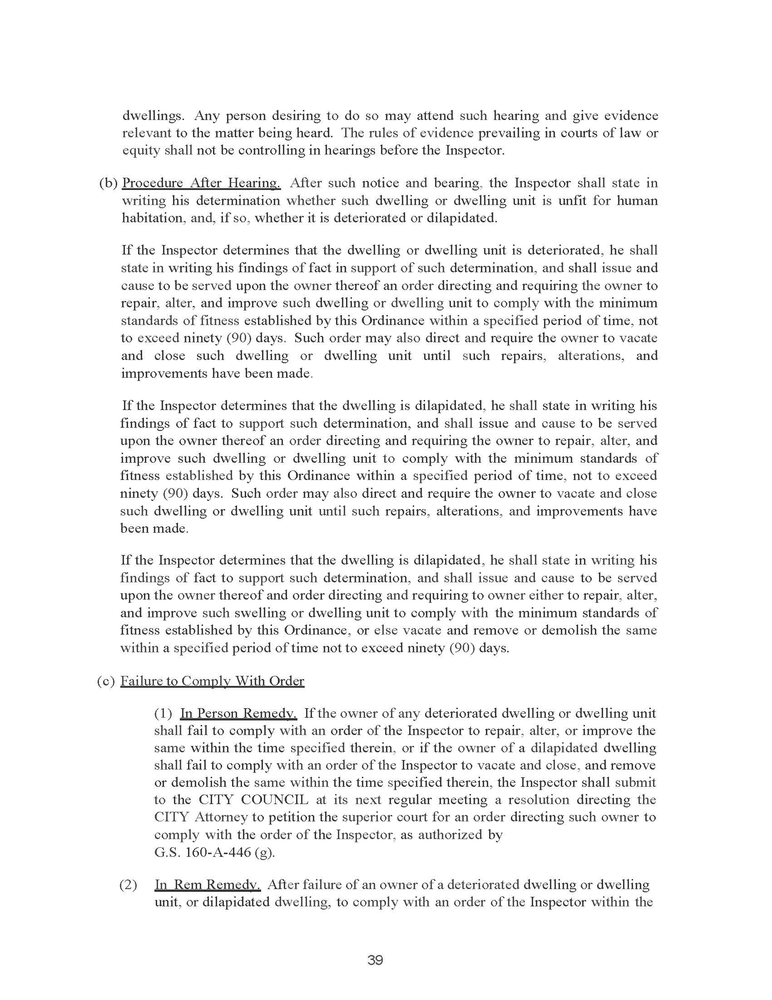 dwellings. Any person desiring to do so may attend such hearing and give evidence
relevant to the matter being heard. The rules of evidence prevailing in courts of law or
equity shall not be controlling in hearings before the Inspector.
(b) Procedure After Hearing. After such notice and bearing, the Inspector shall state in
writing his determination whether such dwelling or dwelling unit is unfit for human
habitation, and, if so, whether it is deteriorated or dilapidated.
If the Inspector determines that the dwelling or dwelling unit is deteriorated, he shall
state in writing his findings of fact in support of such determination, and shall issue and
cause to be served upon the owner thereof an order directing and requiring the owner to
repair, alter, and improve such dwelling or dwelling unit to comply with the minimum
standards of fitness established by this Ordinance within a specified period of time, not
to exceed ninety (90) days. Such order may also direct and require the owner to vacate
and close such dwelling or dwelling unit until such repairs, alterations, and
improvements have been made.
If the Inspector determines that the dwelling is dilapidated, he shall state in writing his
findings of fact to support such determination, and shall issue and cause to be served
upon the owner thereof an order directing and requiring the owner to repair, alter, and
improve such dwelling or dwelling unit to comply with the minimum standards of
fitness established by this Ordinance within a specified period of time, not to exceed
ninety (90) days. Such order may also direct and require the owner to vacate and close
such dwelling or dwelling unit until such repairs, alterations, and improvements have
been made.
If the Inspector determines that the dwelling is dilapidated, he shall state in writing his
findings of fact to support such determination, and shall issue and cause to be served
upon the owner thereof and order directing and requiring to owner either to repair, alter,
and improve such swelling or dwelling unit to comply with the minimum standards of
fitness established by this Ordinance, or else vacate and remove or demolish the same
within a specified period of time not to exceed ninety (90) days.
(c) Failure to Comply With Order
(1) In Person Remedy. If the owner of any deteriorated dwelling or dwelling unit
shall fail to comply with an order of the Inspector to repair, alter, or improve the
same within the time specified therein, or if the owner of a dilapidated dwelling
shall fail to comply with an order of the Inspector to vacate and close, and remove
or demolish the same within the time specified therein, the Inspector shall submit
to the CITY COUNCIL at its next regular meeting a resolution directing the
CITY Attorney to petition the superior court for an order directing such owner to
comply with the order of the Inspector, as authorized by
G.S. 160-A-446 (g).
(2) In Rem Remedy. After failure of an owner of a deteriorated dwelling or dwelling
unit, or dilapidated dwelling, to comply with an order of the Inspector within the
39